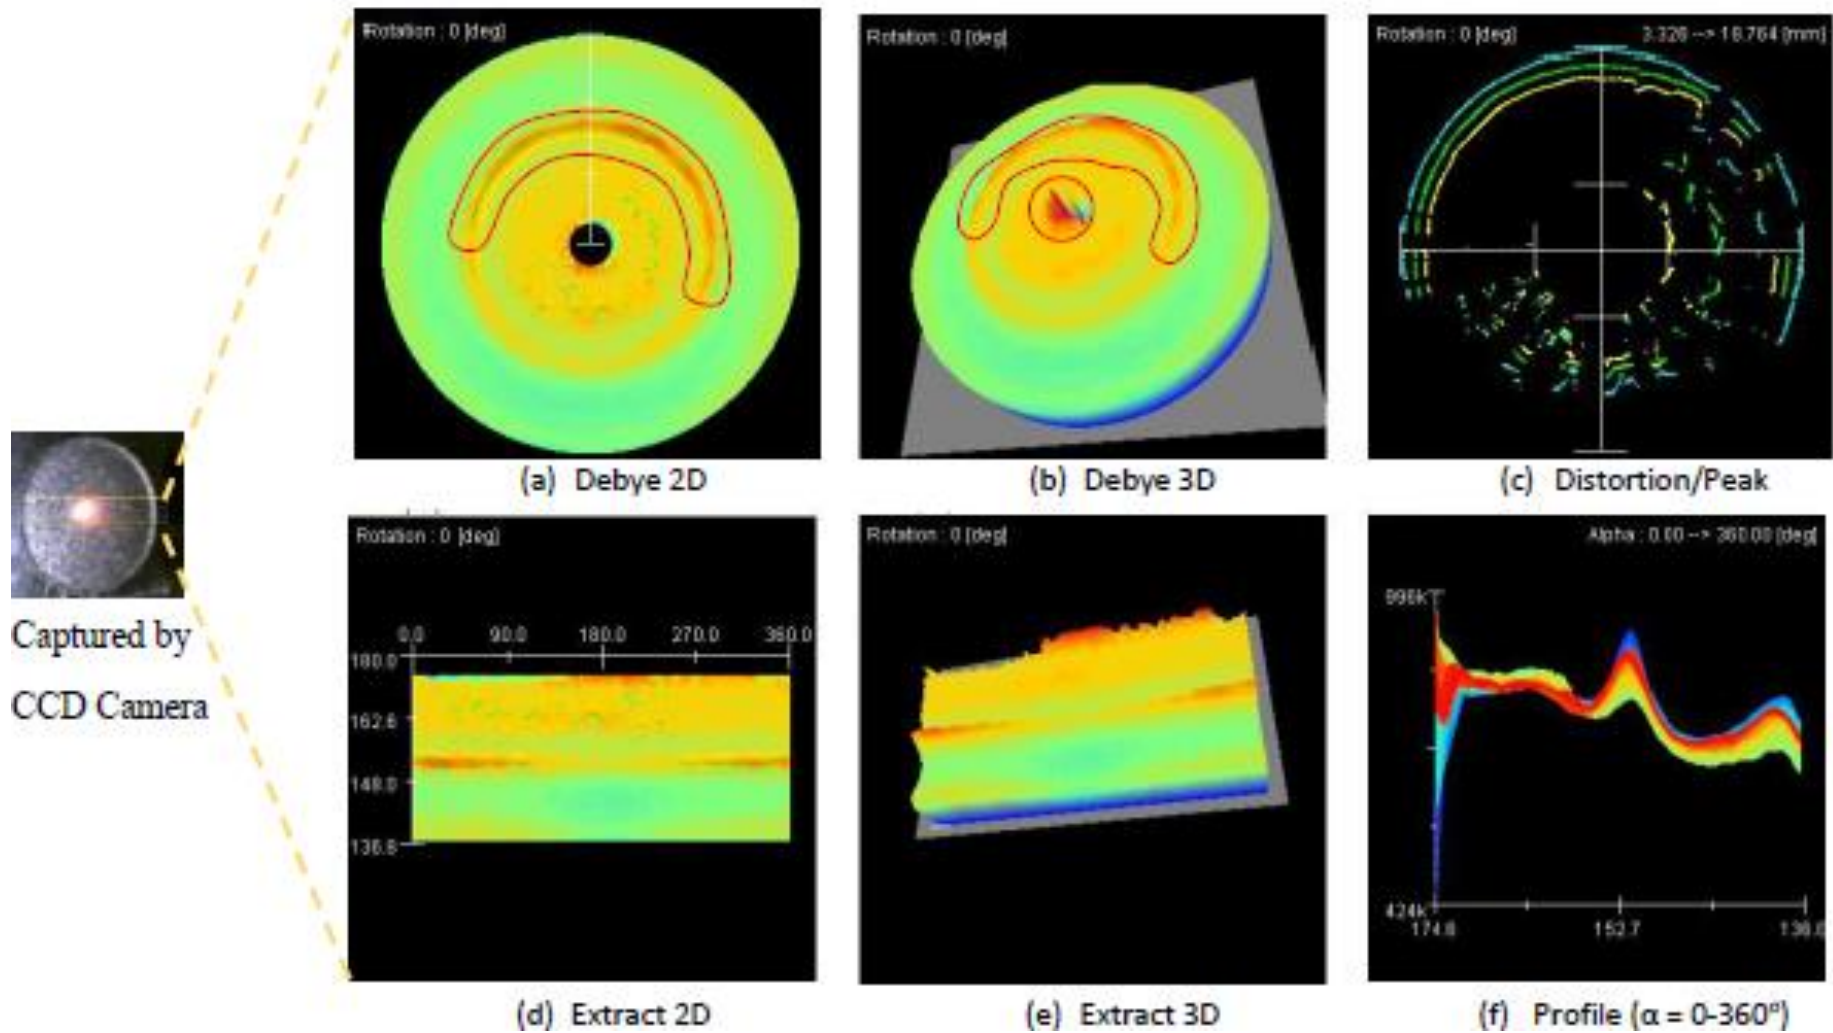 Rotation : 0 [deg]
Rotation : 0 [deg]
Rotation : 0 [deg]
3.326 --> 18.764 [mm]
(a) Debye 2D
(b) Debye 3D
(c) Distortion/Peak
Captured by
CCD Camera
Rotation : 0 [deg]
0.0 90.0 180.0 270.0 360.0
180.0
162.6
148.0
136.8
Rotation : 0 [deg]
Alpha : 0.00 --> 360.00 [deg]
424k
174.6 152.7
(d) Extract 2D
(e) Extract 3D
(f) Profile (α = 0-360°)